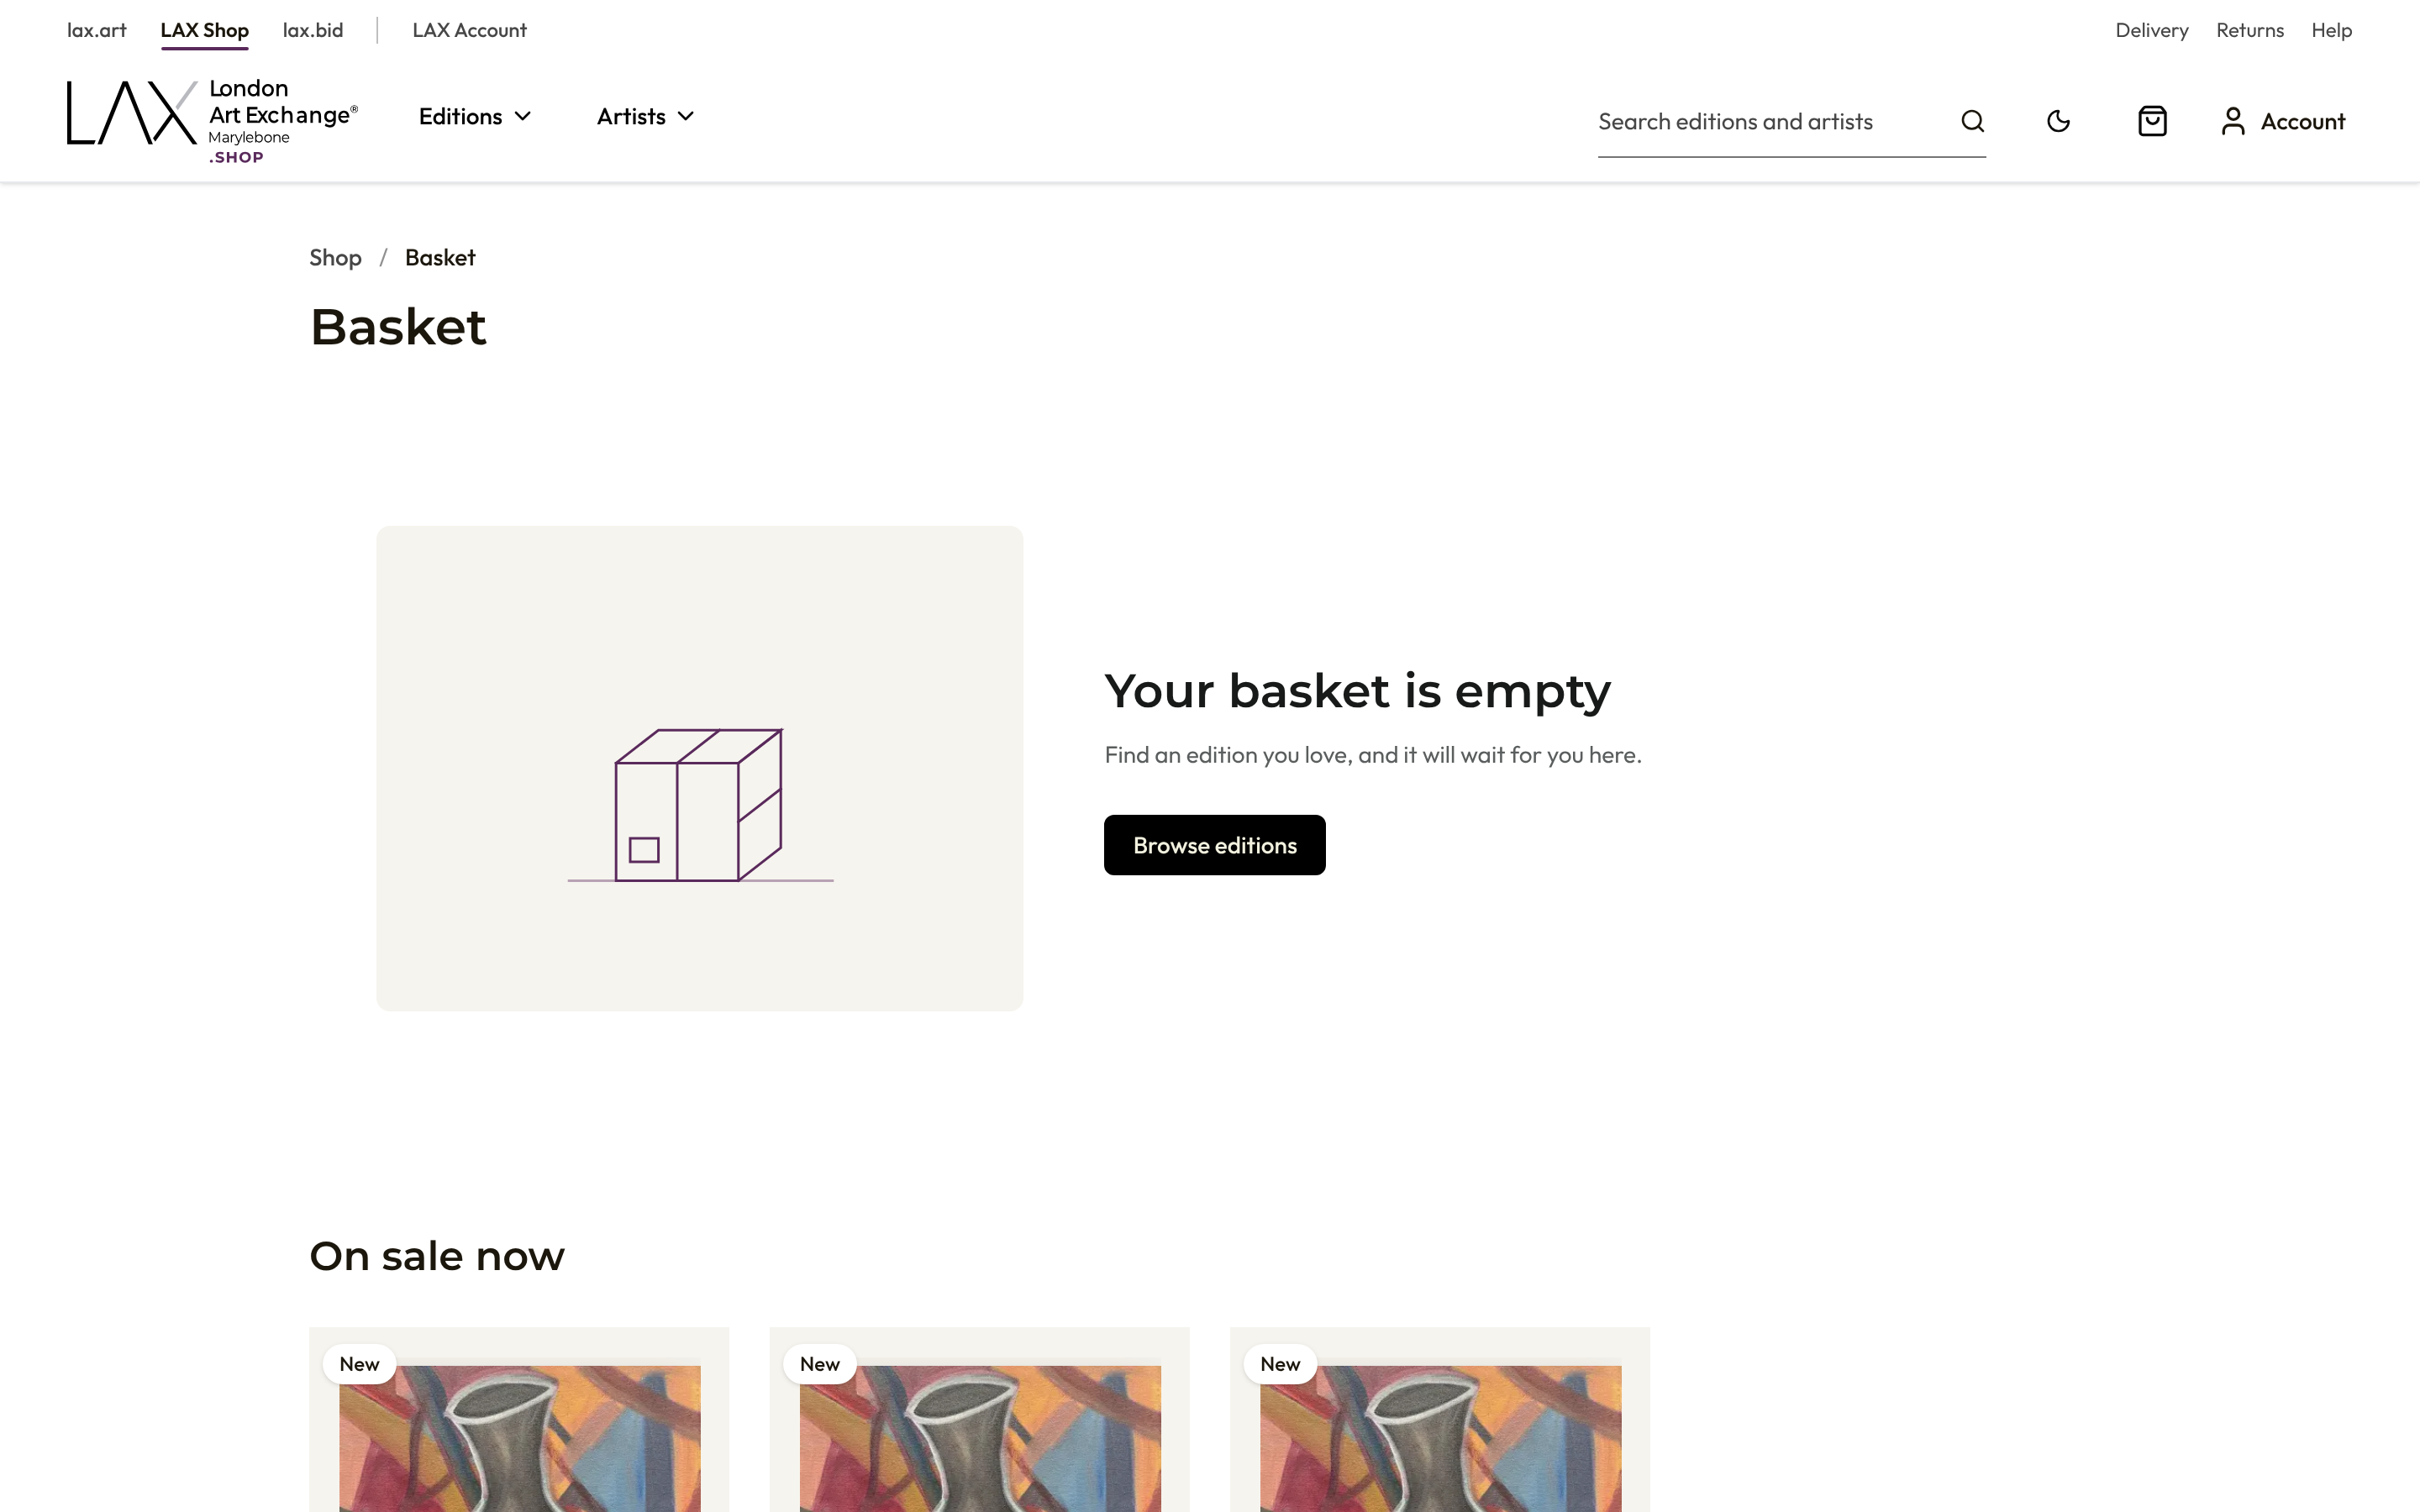 lax.art
LAX Shop
lax.bid
LAX Account
Delivery
Returns
Help
LAX
London
Art Exchange®
Marylebone
.SHOP
Editions
Artists
Search editions and artists
Account
Shop / Basket
Basket
Your basket is empty
Find an edition you love, and it will wait for you here.
Browse editions
On sale now
New
New
New